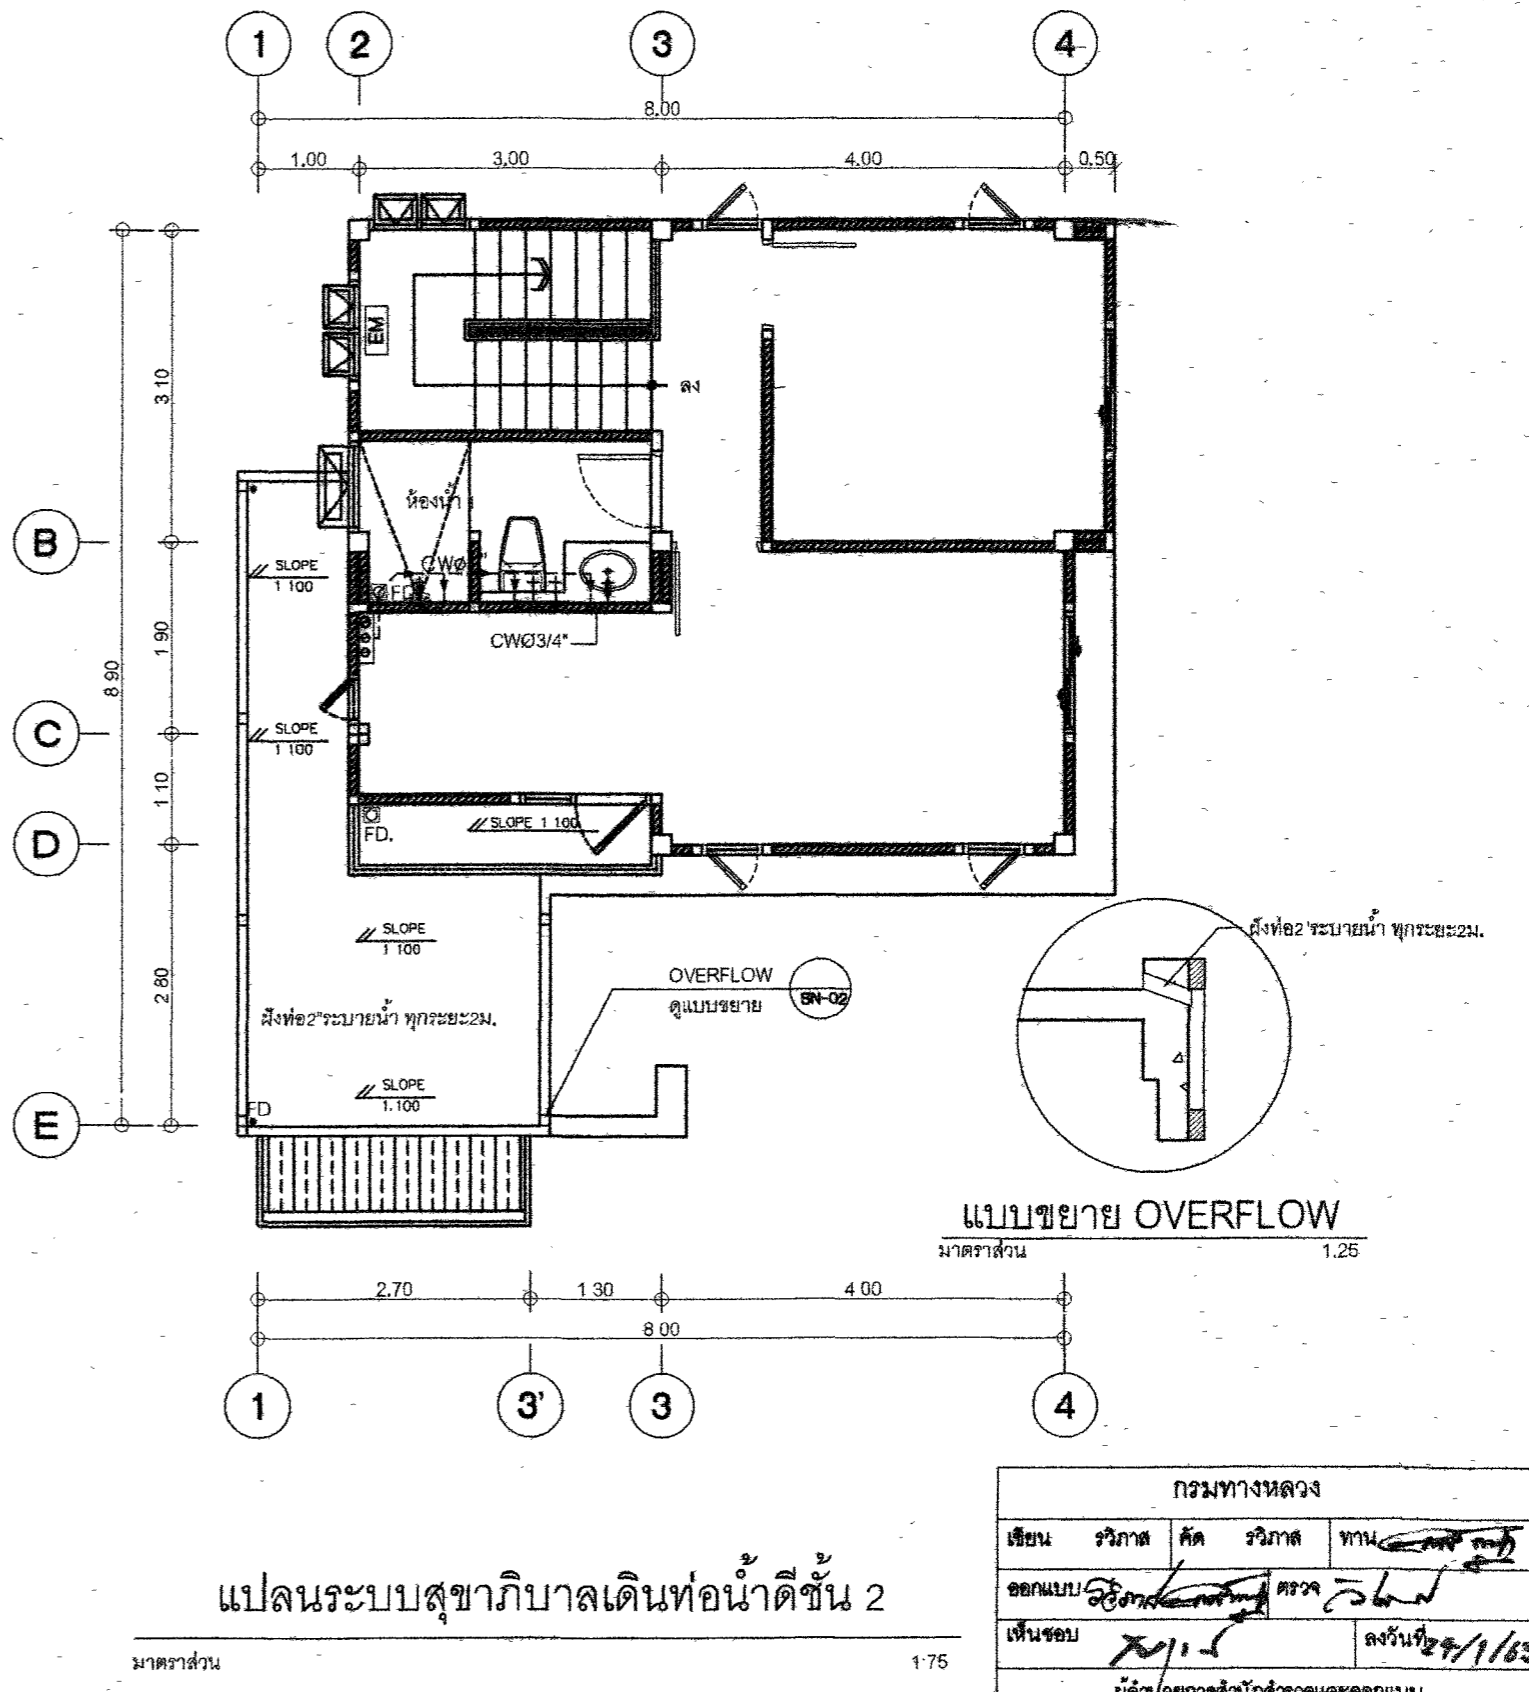 1 2 3 4
8.00
1.00 3.00 4.00 0.50
EM
3 10
ลง
ห้องน้ำ
B
SLOPE
1 100
FD
CWØ3/4"
1 90
8 90
C
SLOPE
1 100
1 10
D
FD.
SLOPE 1 100
SLOPE
1 100
ฝังท่อ2"ระบายน้ำ ทุกระยะ2ม.
OVERFLOW
ดูแบบขยาย
SN-02
2 80
ฝังท่อ2"ระบายน้ำ ทุกระยะ2ม.
SLOPE
1.100
FD
E
แบบขยาย OVERFLOW
มาตราส่วน 1.25
2.70 1 30 4 00
8 00
1 3' 3 4
แปลนระบบสุขาภิบาลเดินท่อน้ำดีชั้น 2
มาตราส่วน 1:75
กรมทางหลวง
เขียน รวิภาส คัด รวิภาส ทาน
ออกแบบ ตรวจ
เห็นชอบ ลงวันที่